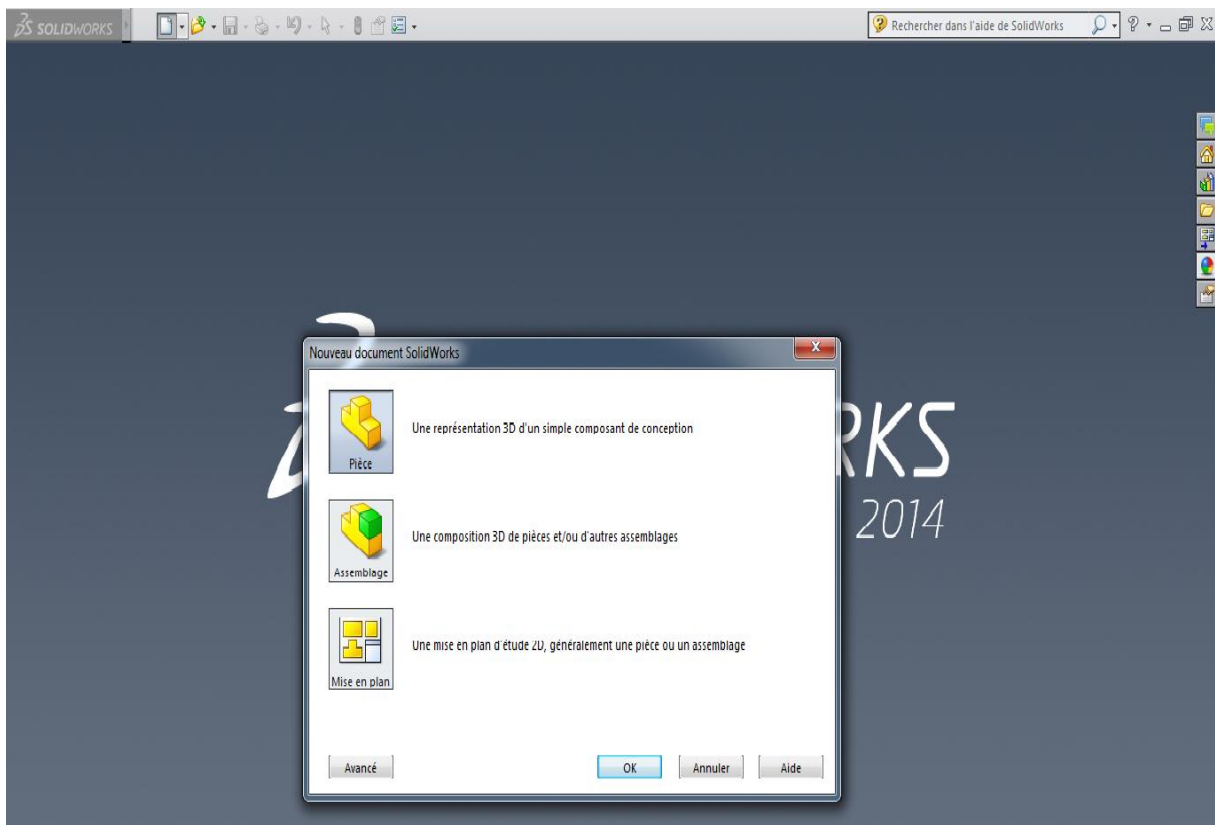 SOLIDWORKS
Rechercher dans l'aide de SolidWorks
Nouveau document SolidWorks
Pièce
Une représentation 3D d'un simple composant de conception
RKS
Assemblage
Une composition 3D de pièces et/ou d'autres assemblages
2014
Mise en plan
Une mise en plan d'étude 2D, généralement une pièce ou un assemblage
Avancé
OK
Annuler
Aide